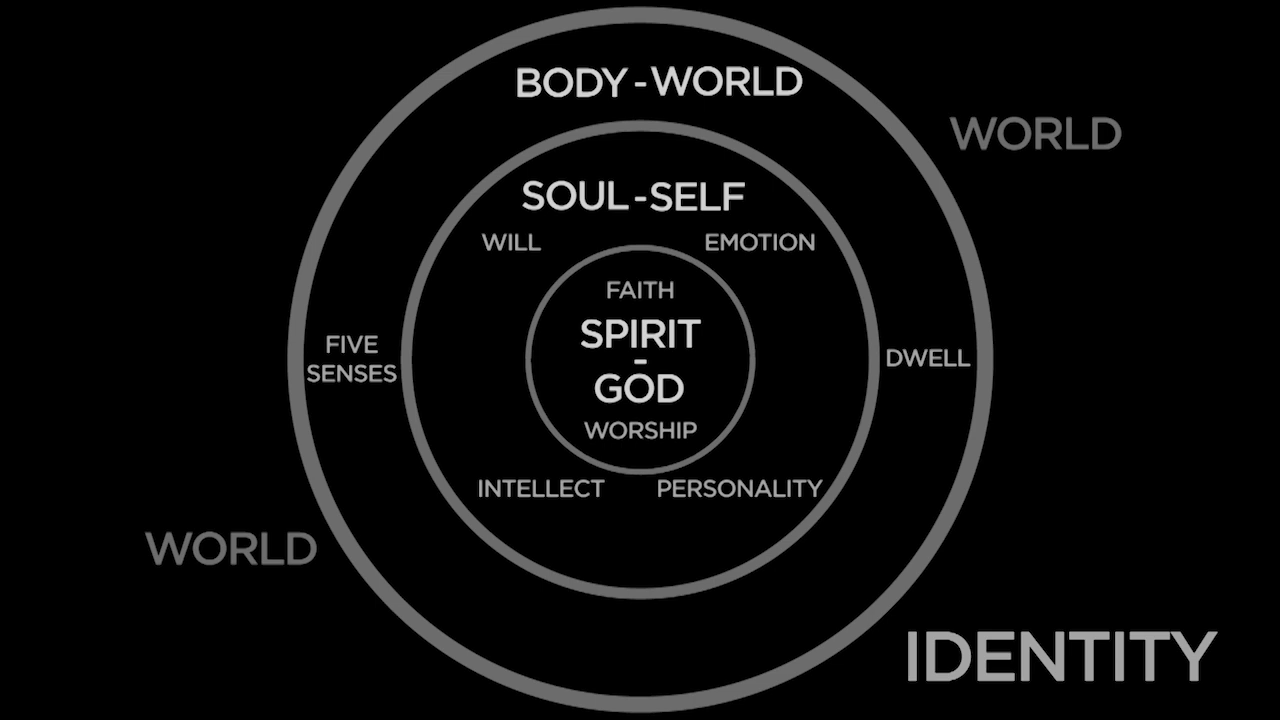 BODY - WORLD
WORLD
SOUL - SELF
WILL
EMOTION
FAITH
SPIRIT
-
GOD
WORSHIP
FIVE
SENSES
DWELL
INTELLECT
PERSONALITY
WORLD
IDENTITY